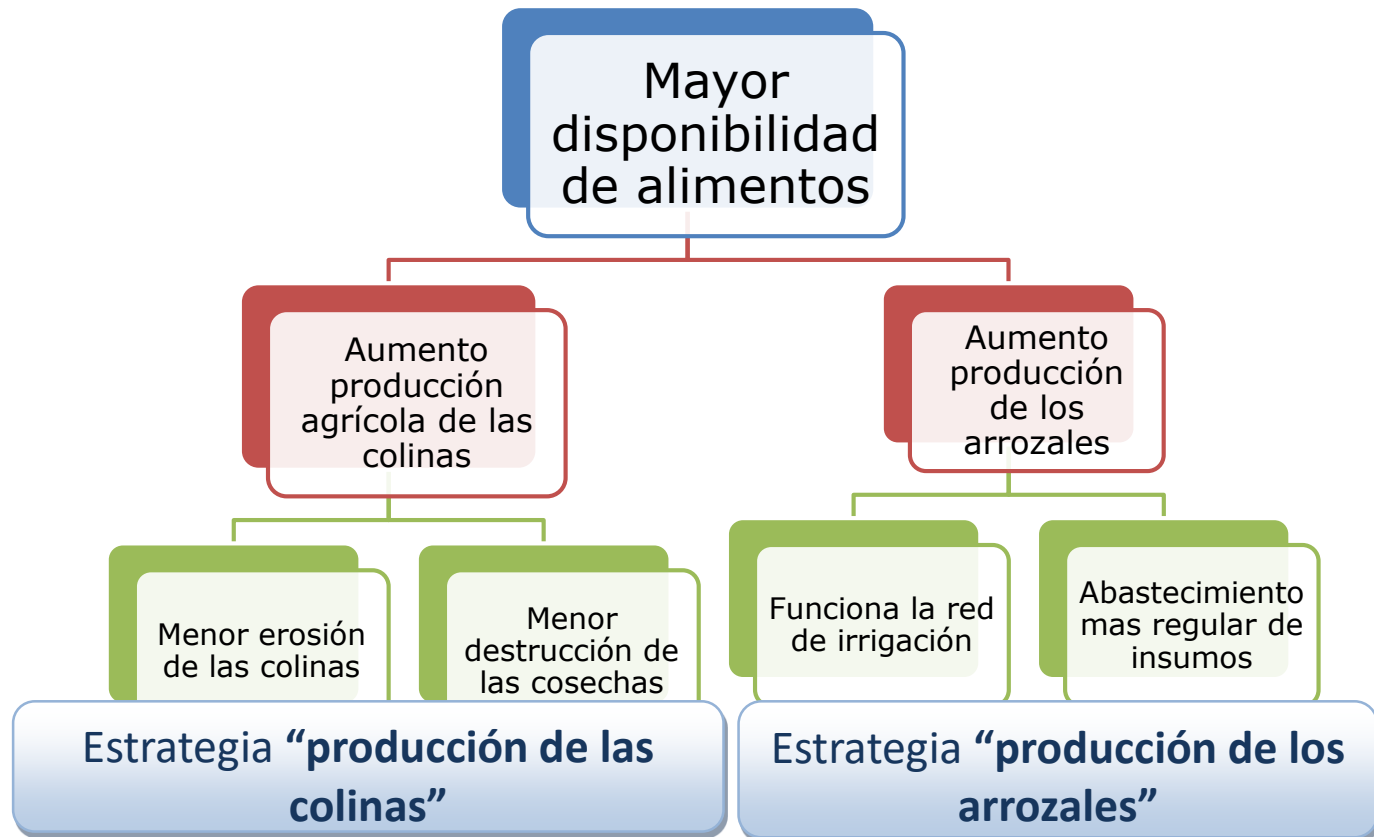 Mayor
disponibilidad
de alimentos
Aumento
producción
agrícola de las
colinas
Aumento
producción
de los
arrozales
Menor erosión
de las colinas
Menor
destrucción de
las cosechas
Funciona la red
de irrigación
Abastecimiento
mas regular de
insumos
Estrategia “producción de las
colinas”
Estrategia “producción de los
arrozales”